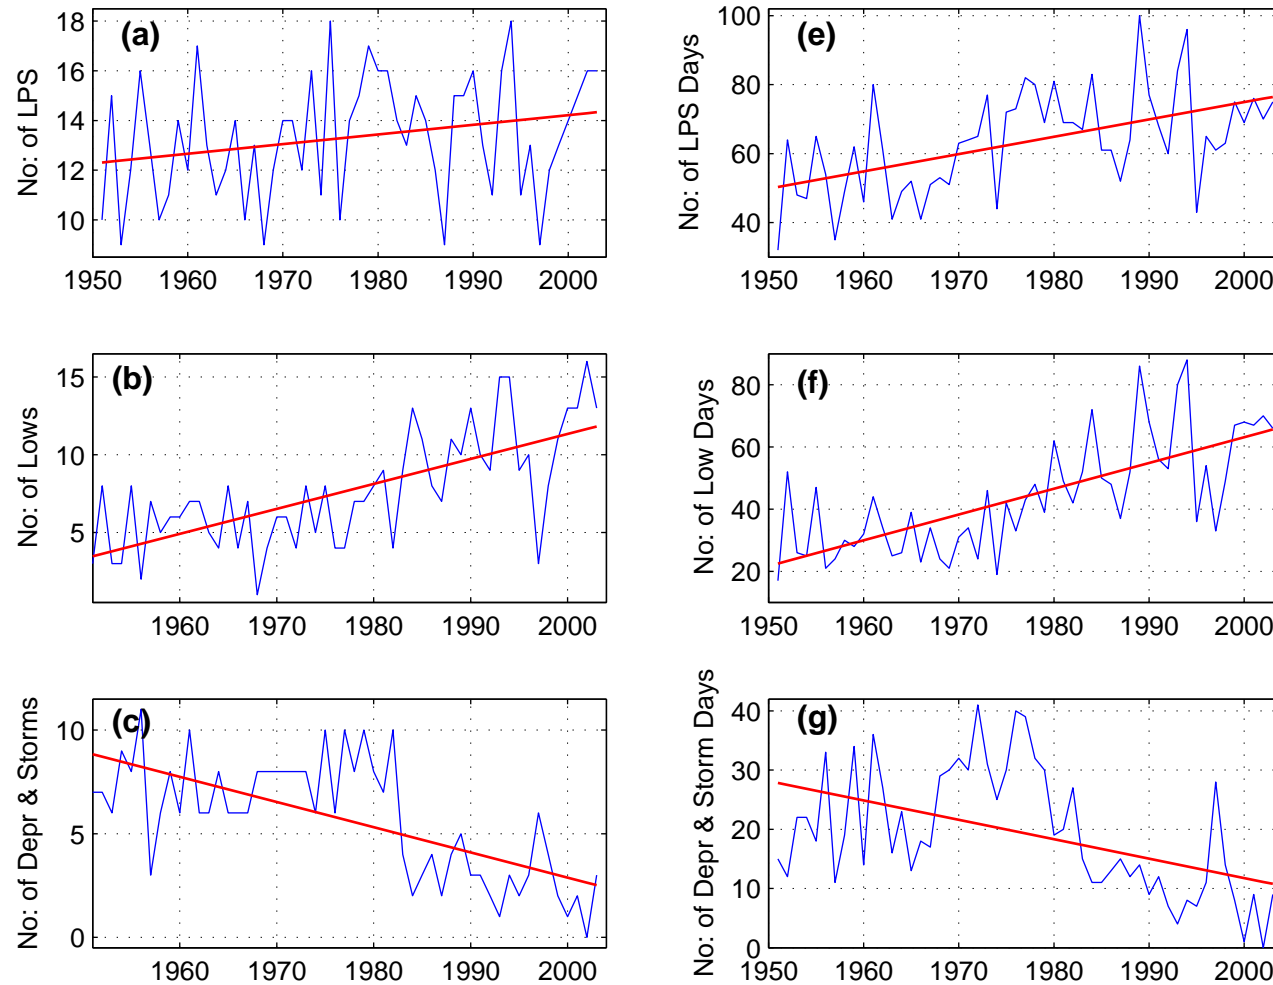 (a)
No: of LPS
18
16
14
12
10
1950 1960 1970 1980 1990 2000
(e)
No: of LPS Days
100
80
60
40
1950 1960 1970 1980 1990 2000
(b)
No: of Lows
15
10
5
1960 1970 1980 1990 2000
(f)
No: of Low Days
80
60
40
20
1950 1960 1970 1980 1990 2000
(c)
No: of Depr & Storms
10
5
0
1960 1970 1980 1990 2000
(g)
No: of Depr & Storm Days
40
30
20
10
0
1950 1960 1970 1980 1990 2000